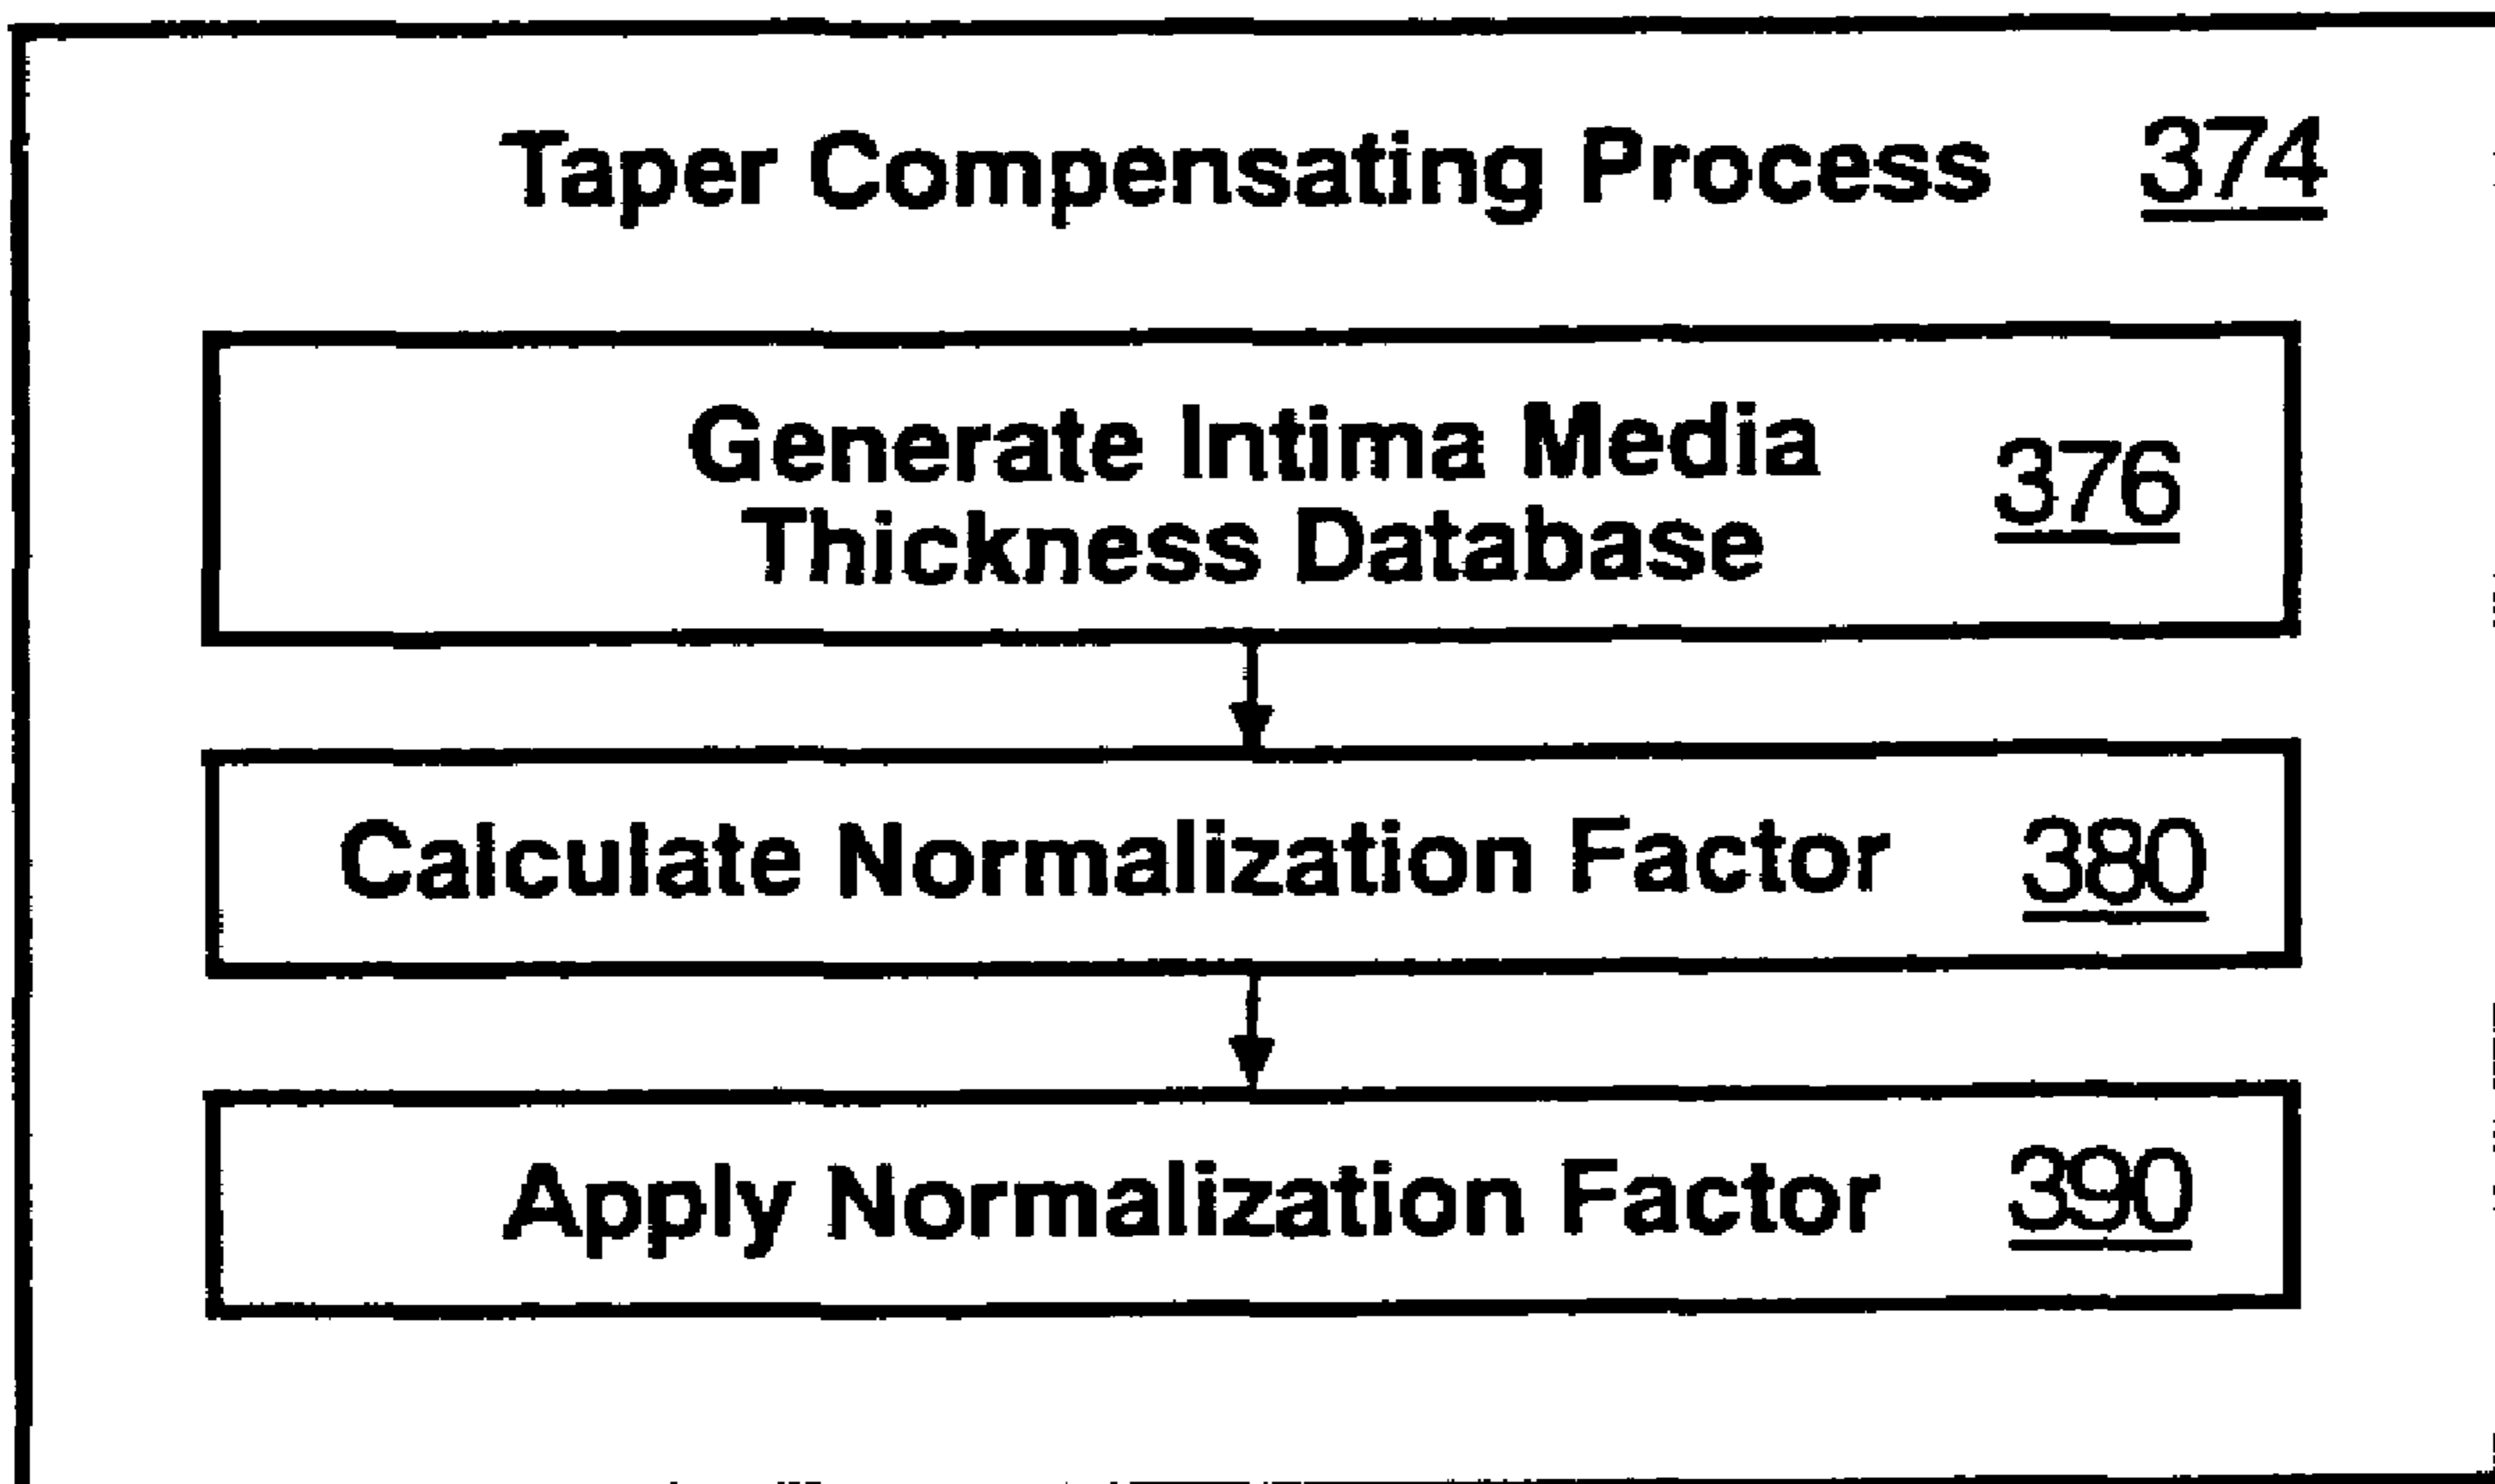 Taper Compensating Process 374
Generate Intima Media
Thickness Database 376
Calculate Normalization Factor 380
Apply Normalization Factor 390